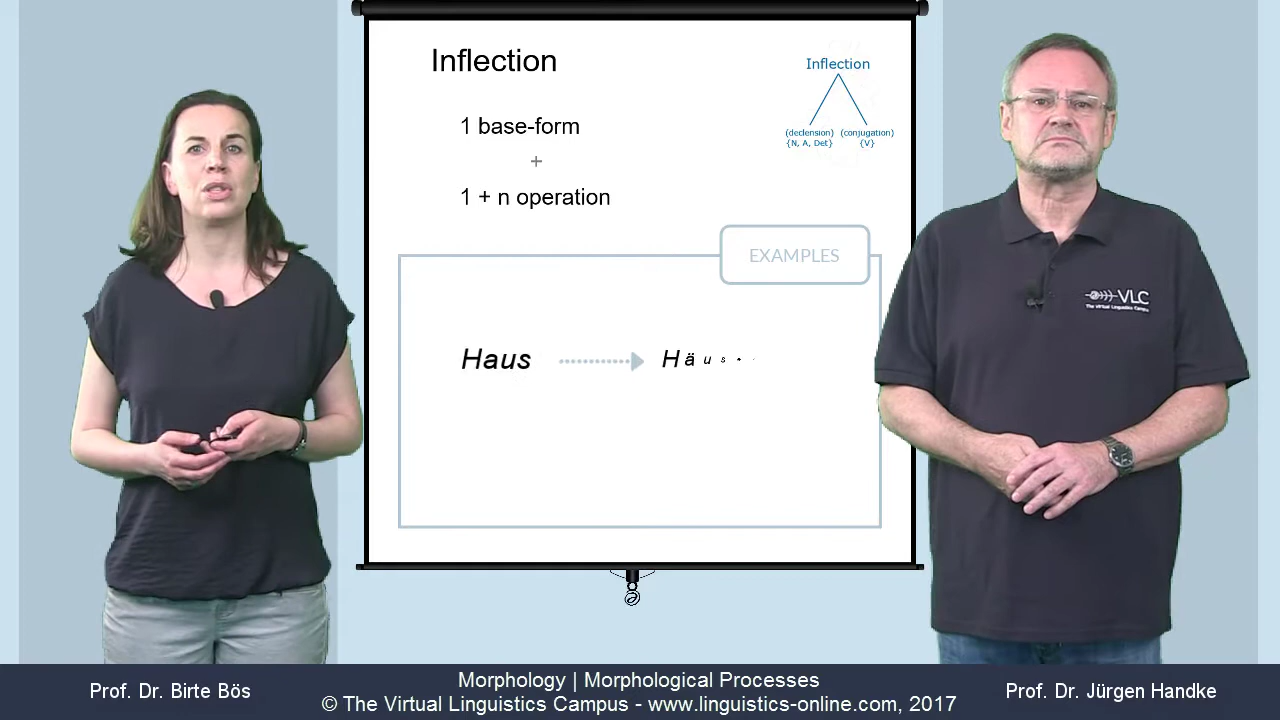 Inflection
Inflection
1 base-form
(declension) (conjugation)
{N, A, Det} {V}
+
1 + n operation
EXAMPLES
VLC
The Virtual Linguistics Campus
Haus
Häus
Prof. Dr. Birte Bös
Morphology | Morphological Processes
© The Virtual Linguistics Campus - www.linguistics-online.com, 2017
Prof. Dr. Jürgen Handke